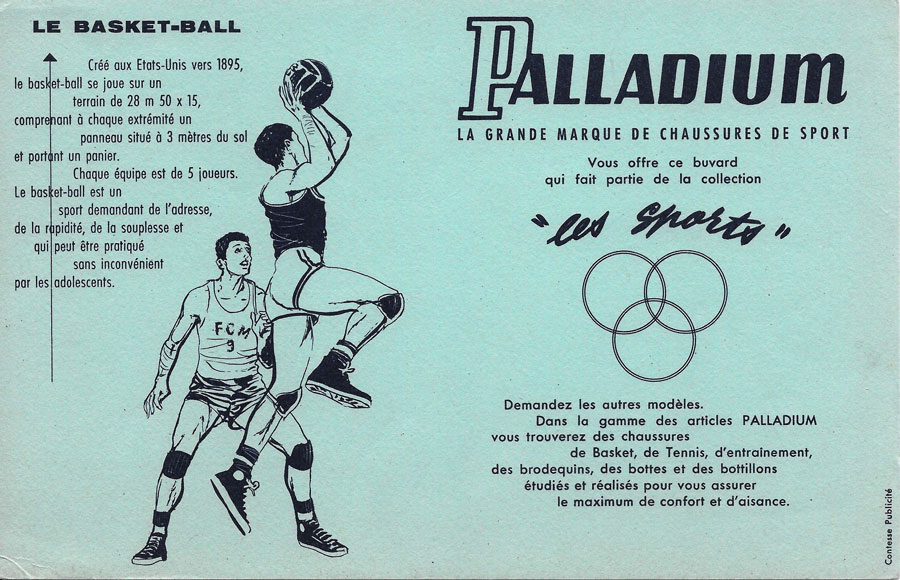 LE BASKET-BALL
Créé aux Etats-Unis vers 1895,
le basket-ball se joue sur un
terrain de 28 m 50 x 15,
comprenant à chaque extrémité un
panneau situé à 3 mètres du sol
et portant un panier.
Chaque équipe est de 5 joueurs.
Le basket-ball est un
sport demandant de l'adresse,
de la rapidité, de la souplesse et
qui peut être pratiqué
sans inconvénient
par les adolescents.
FCM
9
PALLADIUM
LA GRANDE MARQUE DE CHAUSSURES DE SPORT
Vous offre ce buvard
qui fait partie de la collection
"les Sports"
Demandez les autres modèles.
Dans la gamme des articles PALLADIUM
vous trouverez des chaussures
de Basket, de Tennis, d'entrainement,
des brodequins, des bottes et des bottillons
étudiés et réalisés pour vous assurer
le maximum de confort et d'aisance.
Contesse Publicité